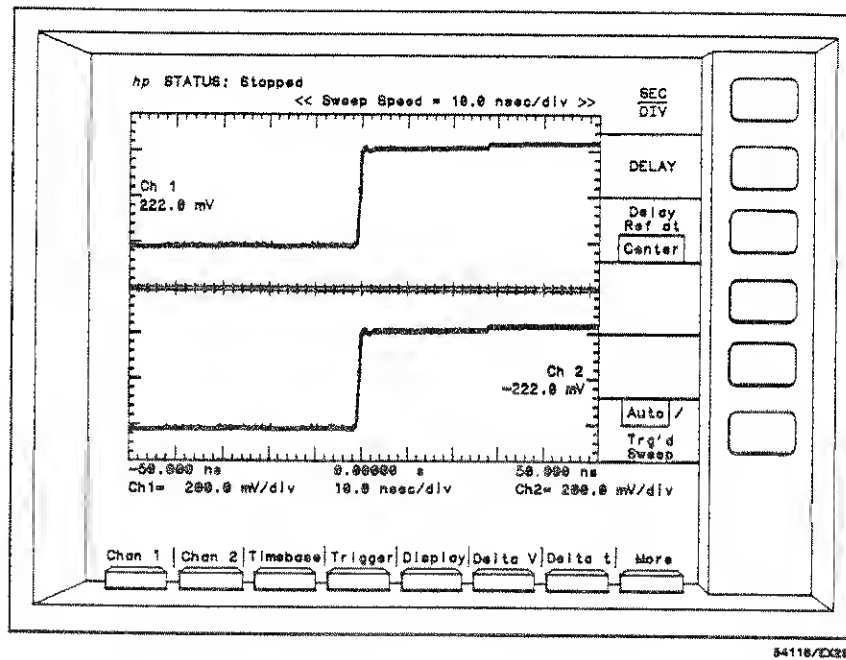 hp STATUS: Stopped
<< Sweep Speed = 10.0 nsec/div >>
SEC
DIV
DELAY
Delay
Ref at
Center
Ch 1
222.0 mV
Ch 2
-222.0 mV
Auto /
Trg'd
Sweep
-50.000 ns 0.00000 s 50.000 ns
Ch1= 200.0 mV/div 10.0 nsec/div Ch2= 200.0 mV/div
Chan 1 | Chan 2 | Timebase | Trigger | Display | Delta V | Delta t | More